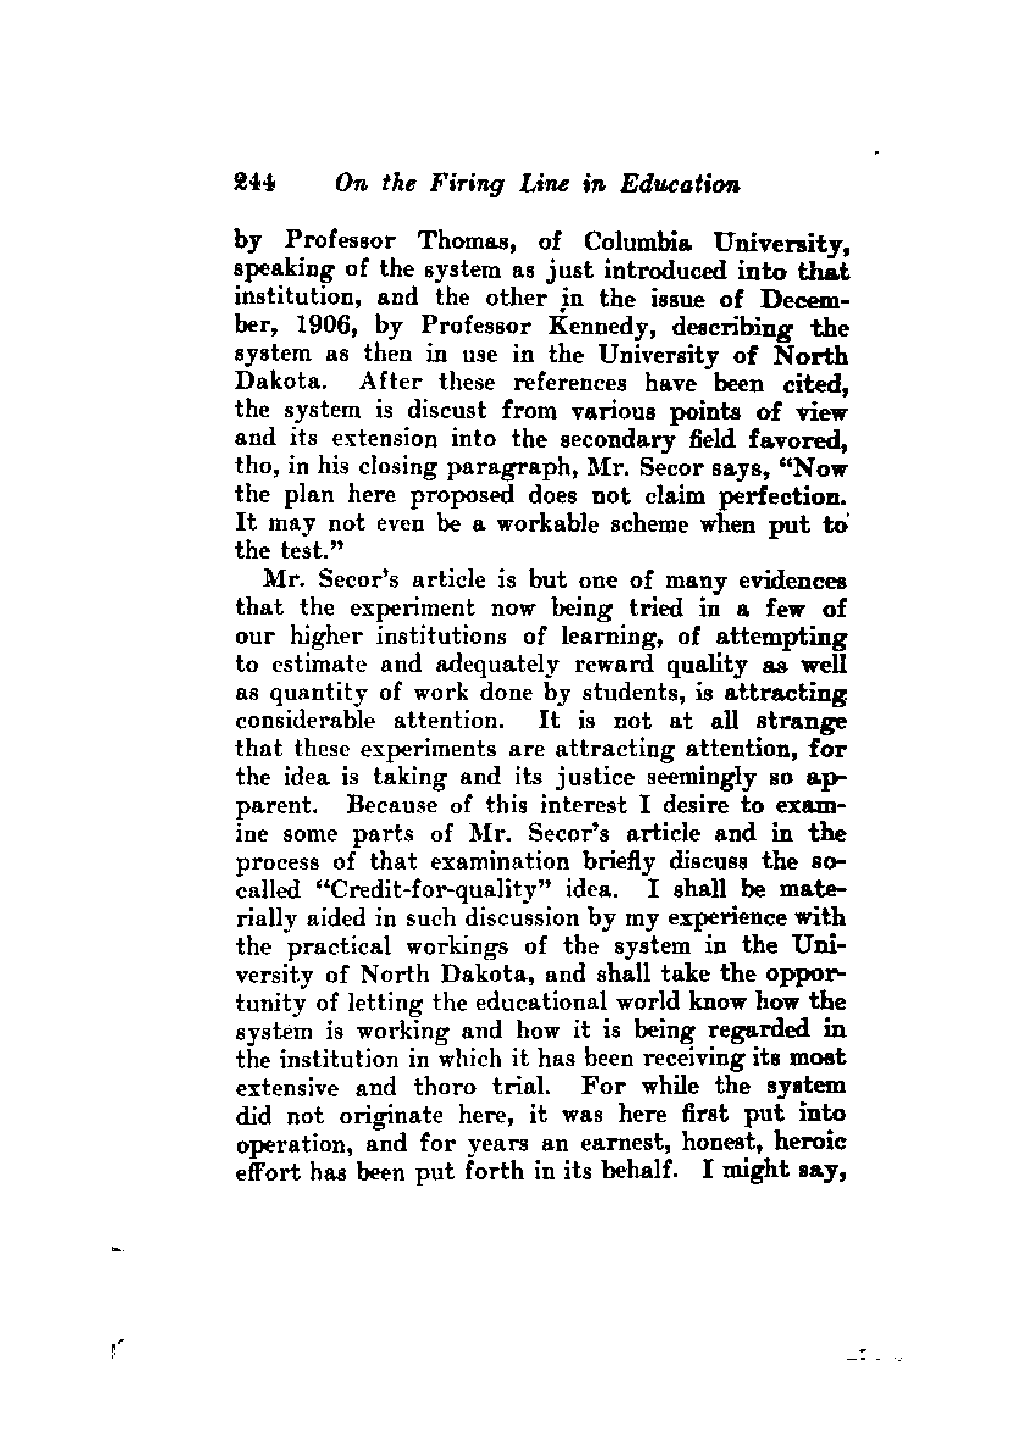 244 On the Firing Line in Education
by Professor Thomas, of Columbia University,
speaking of the system as just introduced into that
institution, and the other in the issue of Decem-
ber, 1906, by Professor Kennedy, describing the
system as then in use in the University of North
Dakota. After these references have been cited,
the system is discust from various points of view
and its extension into the secondary field favored,
tho, in his closing paragraph, Mr. Secor says, “Now
the plan here proposed does not claim perfection.
It may not even be a workable scheme when put to
the test.”
Mr. Secor's article is but one of many evidences
that the experiment now being tried in a few of
our higher institutions of learning, of attempting
to estimate and adequately reward quality as well
as quantity of work done by students, is attracting
considerable attention. It is not at all strange
that these experiments are attracting attention, for
the idea is taking and its justice seemingly so ap-
parent. Because of this interest I desire to exam-
ine some parts of Mr. Secor's article and in the
process of that examination briefly discuss the so-
called “Credit-for-quality” idea. I shall be mate-
rially aided in such discussion by my experience with
the practical workings of the system in the Uni-
versity of North Dakota, and shall take the oppor-
tunity of letting the educational world know how the
system is working and how it is being regarded in
the institution in which it has been receiving its most
extensive and thoro trial. For while the system
did not originate here, it was here first put into
operation, and for years an earnest, honest, heroic
effort has been put forth in its behalf. I might say,